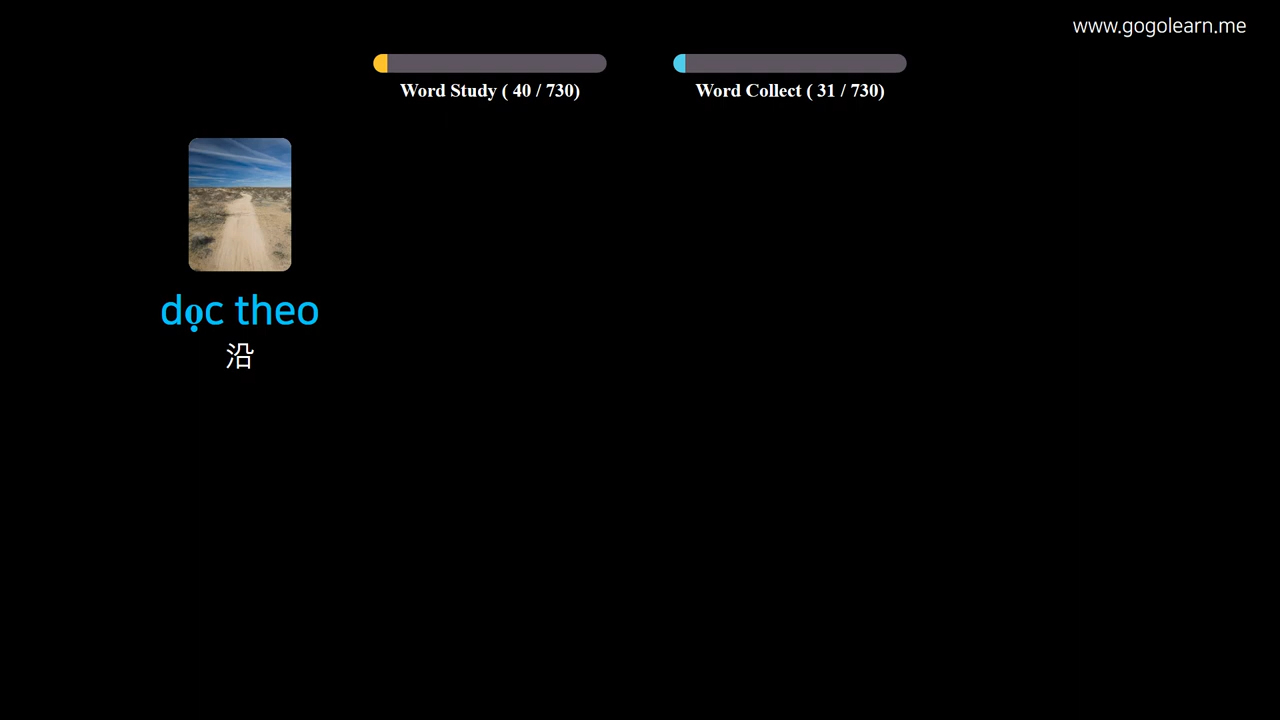 www.gogolearn.me
Word Study ( 40 / 730)
Word Collect ( 31 / 730)
dọc theo
沿